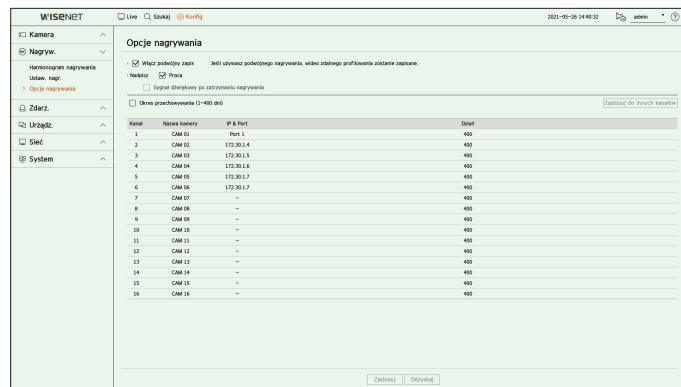 WISENET
Live Szukaj Konfig
2021-05-26 14:40:32 admin
Kamera
Nagryw.
Harmonogram nagrywania
Ustaw. nagr.
> Opcje nagrywania
Zdarz.
Urządz.
Sieć
System
Opcje nagrywania
Włącz podwójny zapis Jeśli używasz podwójnego nagrywania, wideo zdalnego profilowania zostanie zapisane.
Nadpisz Praca
Sygnał dźwiękowy po zatrzymaniu nagrywania
Okres przechowywania (1~400 dni) Zastosuj do innych kanałów
Kanał Nazwa kamery IP & Port Dzień
1 CAM 01 Port 1 400
2 CAM 02 172.30.1.4 400
3 CAM 03 172.30.1.5 400
4 CAM 04 172.30.1.6 400
5 CAM 05 172.30.1.7 400
6 CAM 06 172.30.1.7 400
7 CAM 07 – 400
8 CAM 08 – 400
9 CAM 09 – 400
10 CAM 10 – 400
11 CAM 11 – 400
12 CAM 12 – 400
13 CAM 13 – 400
14 CAM 14 – 400
15 CAM 15 – 400
16 CAM 16 – 400
Zastosuj Odzyskaj